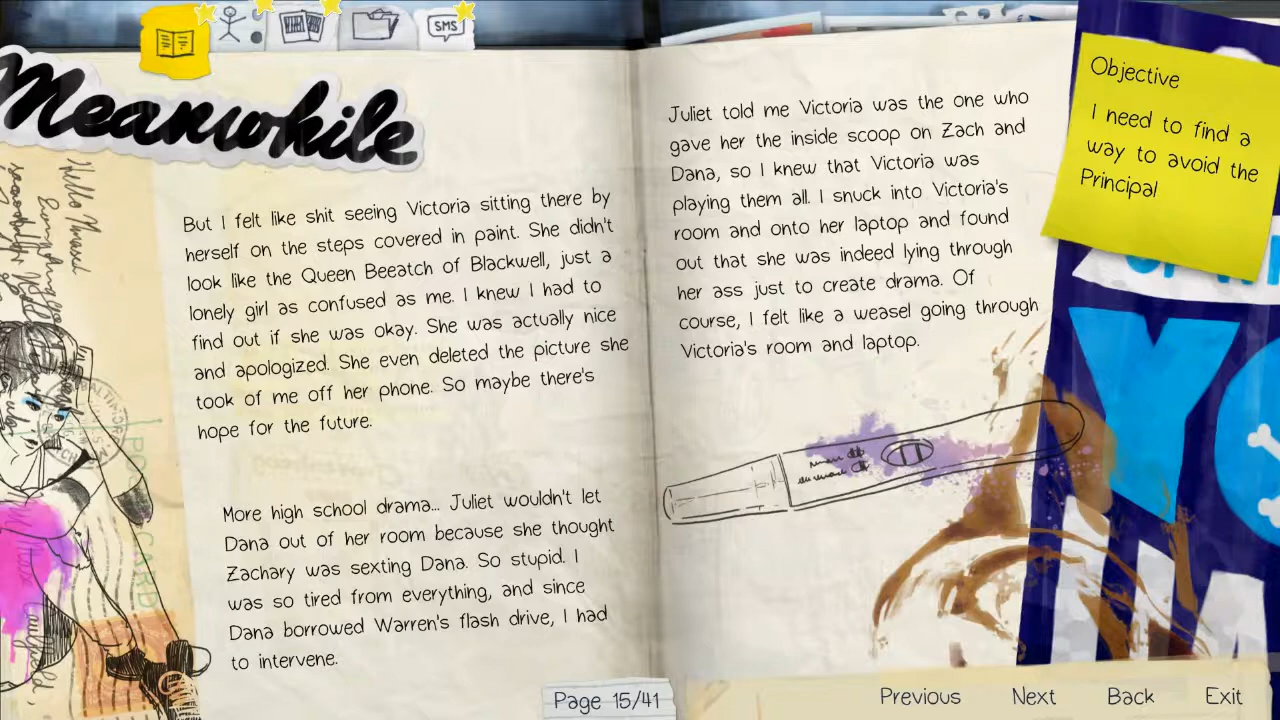 SMS
Meanwhile
But I felt like shit seeing Victoria sitting there by
herself on the steps covered in paint. She didn't
look like the Queen Beeatch of Blackwell, just a
lonely girl as confused as me. I knew I had to
find out if she was okay. She was actually nice
and apologized. She even deleted the picture she
took of me off her phone. So maybe there's
hope for the future.
More high school drama... Juliet wouldn't let
Dana out of her room because she thought
Zachary was sexting Dana. So stupid. I
was so tired from everything, and since
Dana borrowed Warren's flash drive, I had
to intervene.
Juliet told me Victoria was the one who
gave her the inside scoop on Zach and
Dana, so I knew that Victoria was
playing them all. I snuck into Victoria's
room and onto her laptop and found
out that she was indeed lying through
her ass just to create drama. Of
course, I felt like a weasel going through
Victoria's room and laptop.
Objective
I need to find a
way to avoid the
Principal
POSTCARD
Page 15/41
Previous
Next
Back
Exit